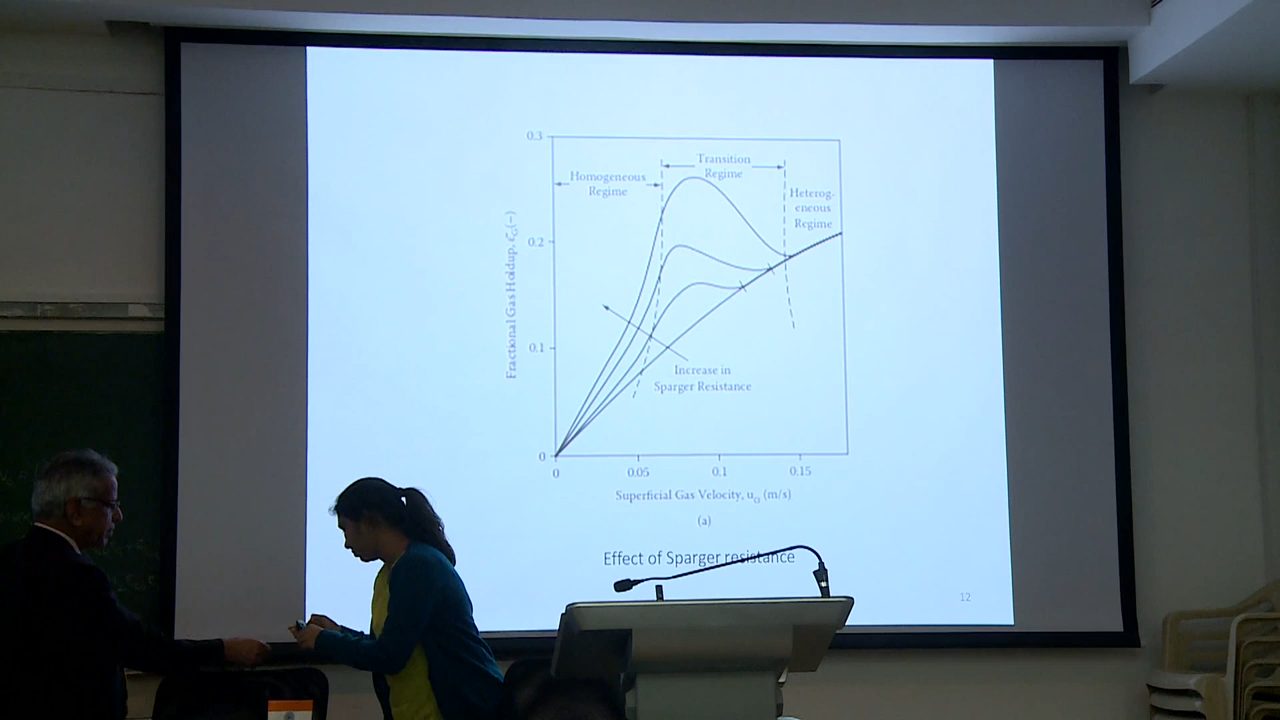 0.3
Transition
Regime
Homogeneous
Regime
Heterog-
eneous
Regime
0.2
Fractional Gas Holdup, ε̄G(−)
0.1
Increase in
Sparger Resistance
0
0
0.05
0.1
0.15
Superficial Gas Velocity, uG (m/s)
(a)
Effect of Sparger resistance
12